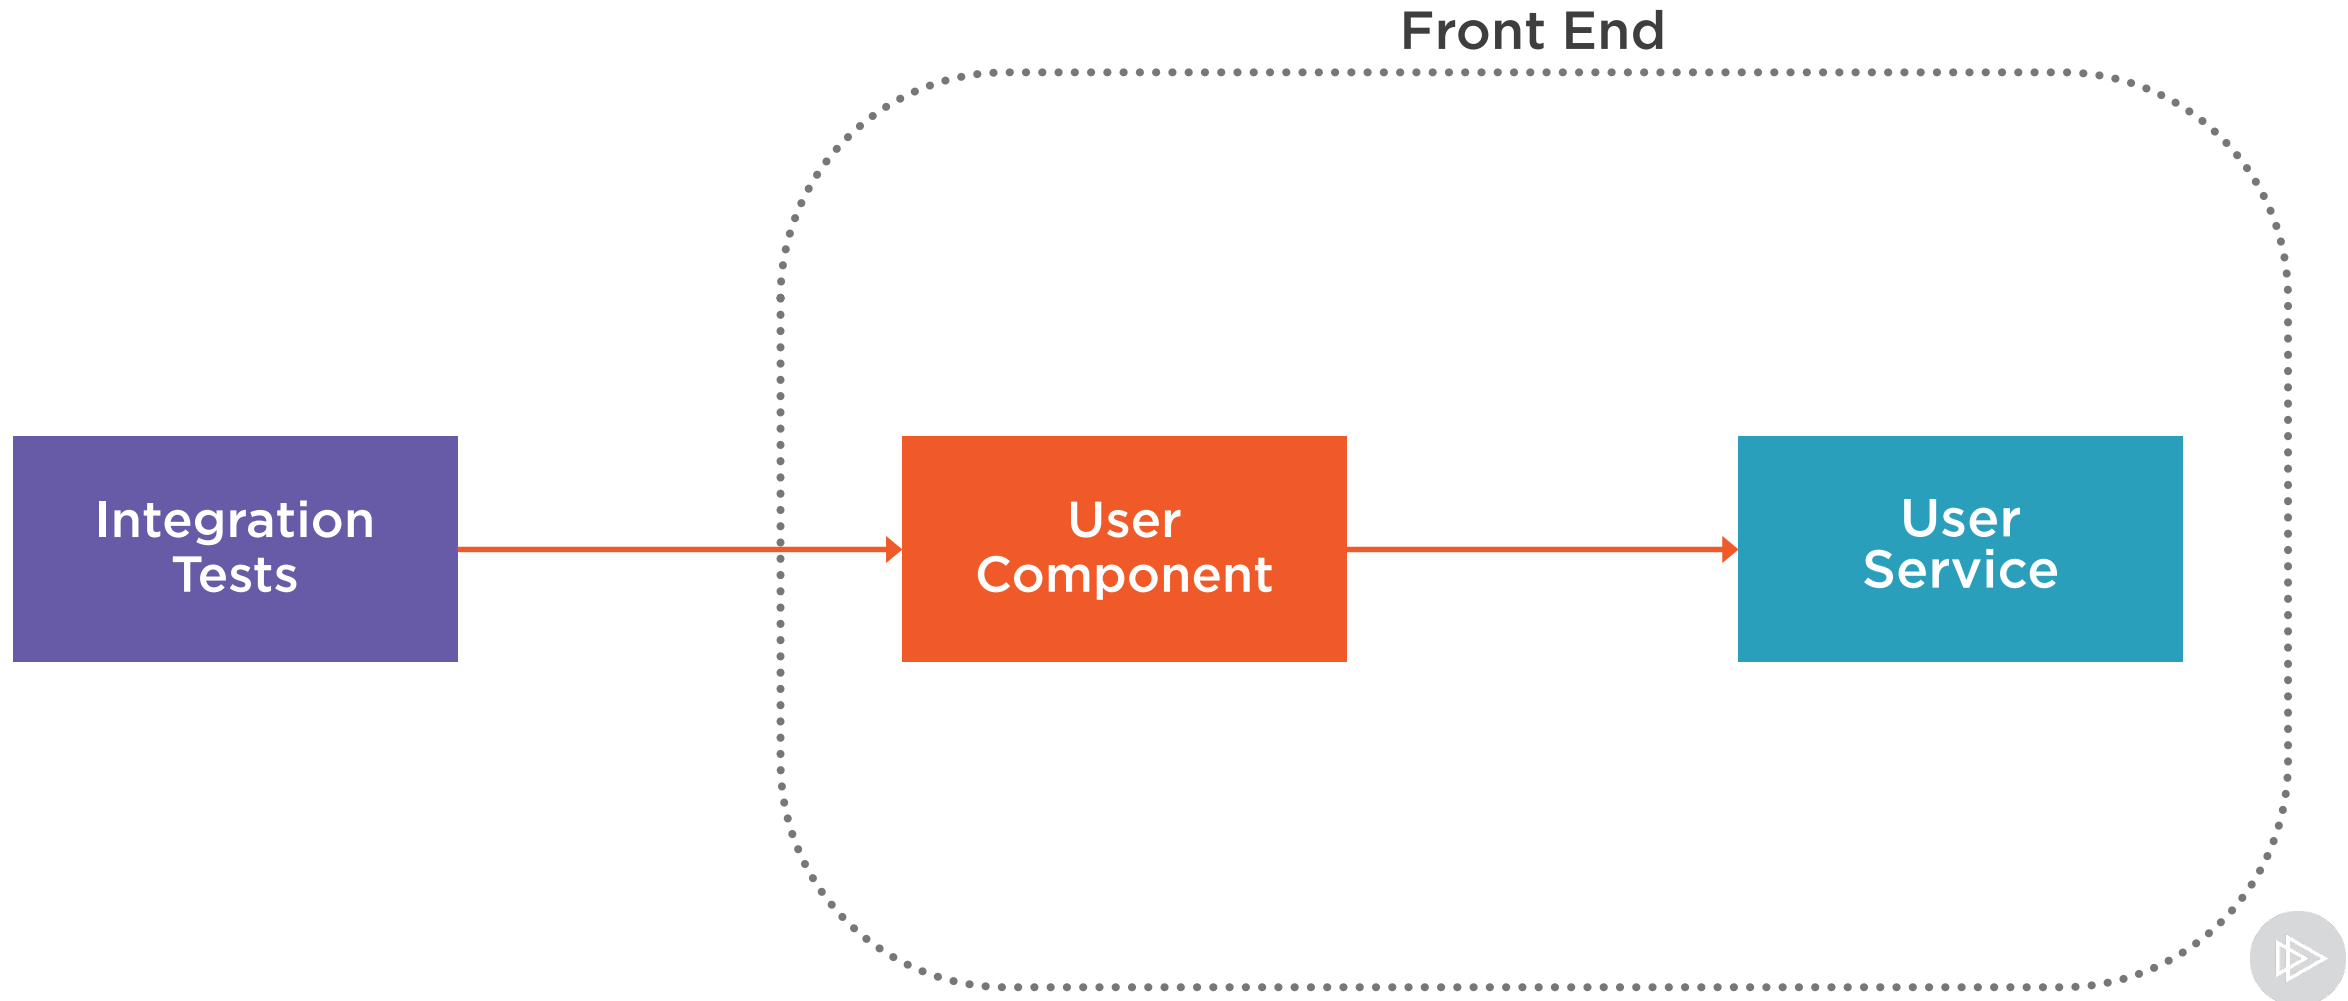 Front End
Integration
Tests
User
Component
User
Service